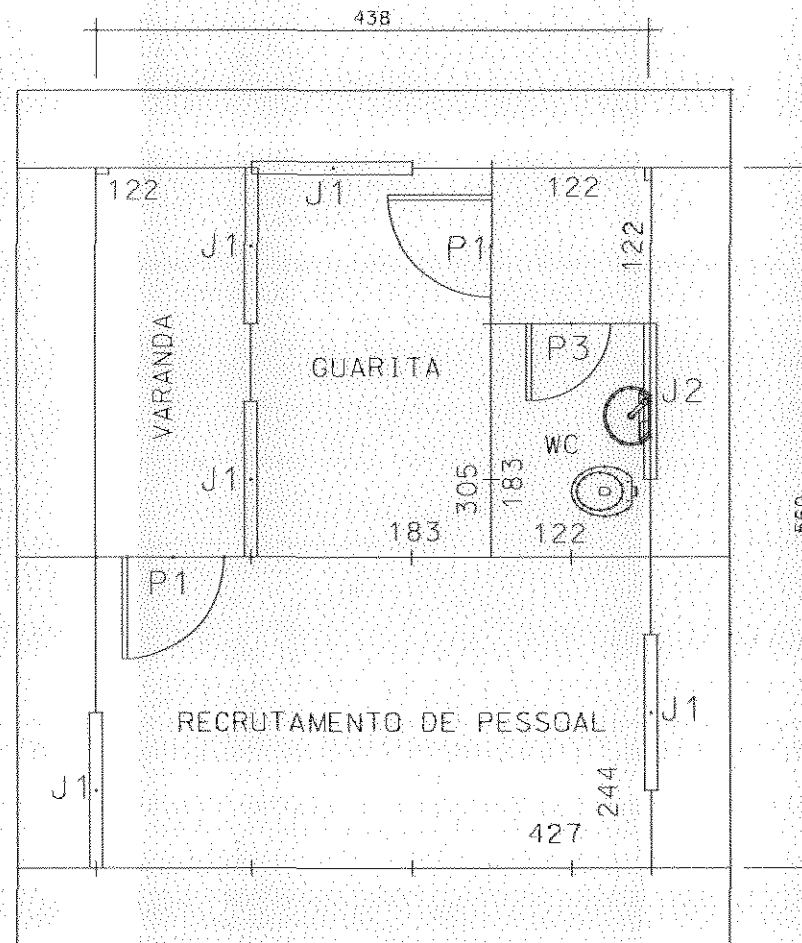 438
122
J1
122
J1
P1
122
VARANDA
GUARITA
P3
J2
WC
J1
305
183
183
122
P1
RECRUTAMENTO DE PESSOAL
J1
J1
244
427